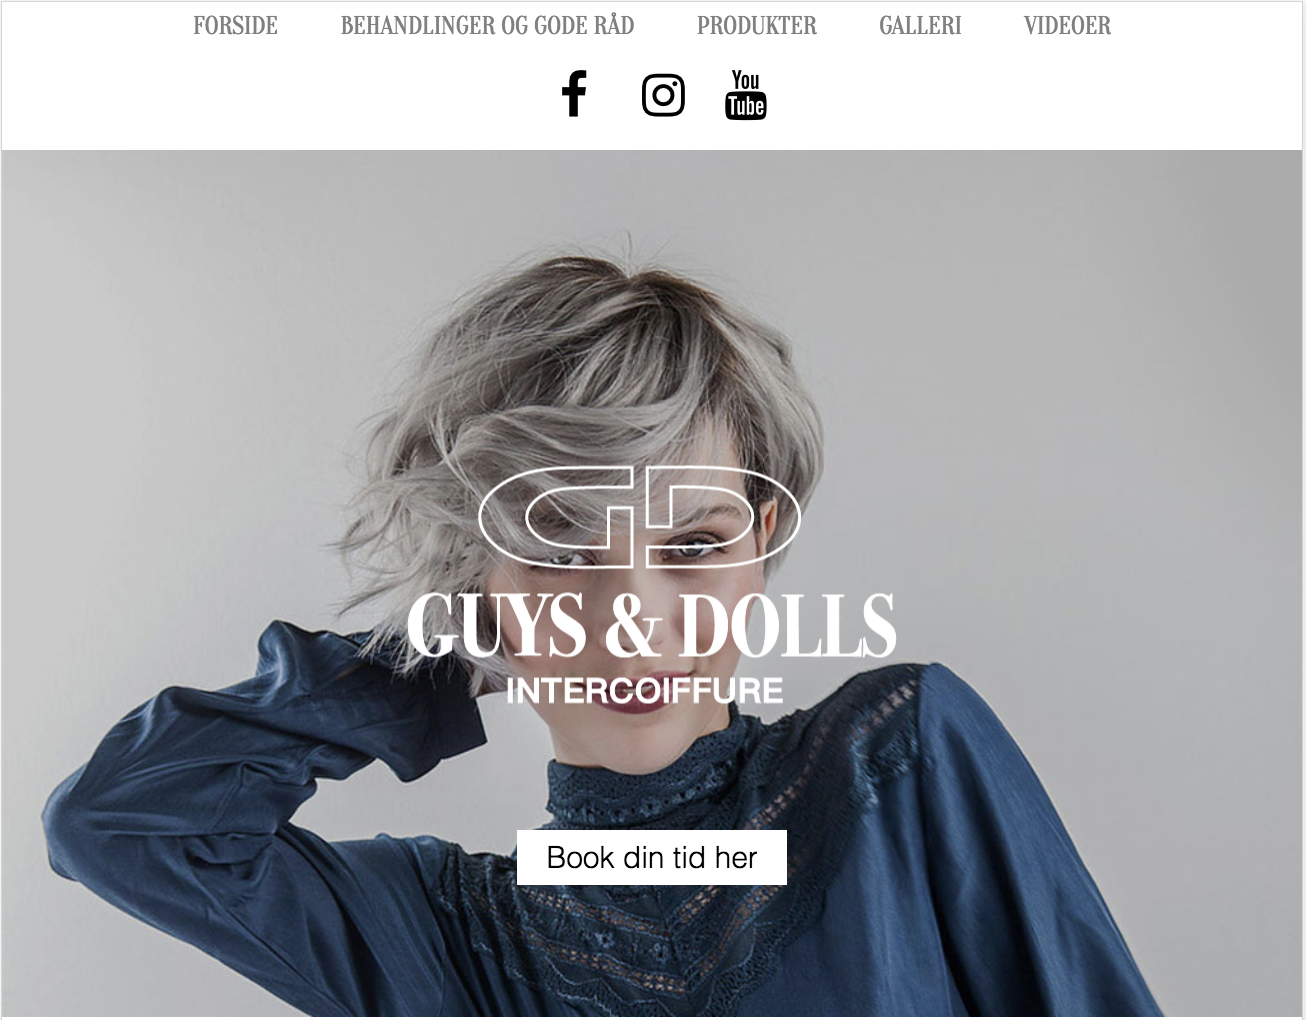 FORSIDE BEHANDLINGER OG GODE RÅD PRODUKTER GALLERI VIDEOER
You
Tube
GD
GUYS & DOLLS
INTERCOIFFURE
Book din tid her